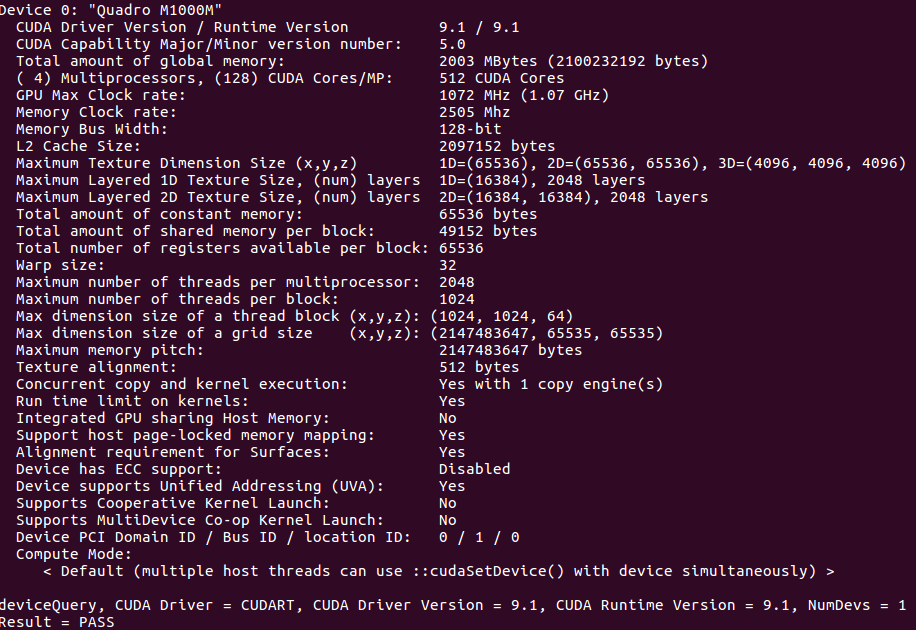 Device 0: "Quadro M1000M"
CUDA Driver Version / Runtime Version 9.1 / 9.1
CUDA Capability Major/Minor version number: 5.0
Total amount of global memory: 2003 MBytes (2100232192 bytes)
( 4) Multiprocessors, (128) CUDA Cores/MP: 512 CUDA Cores
GPU Max Clock rate: 1072 MHz (1.07 GHz)
Memory Clock rate: 2505 Mhz
Memory Bus Width: 128-bit
L2 Cache Size: 2097152 bytes
Maximum Texture Dimension Size (x,y,z) 1D=(65536), 2D=(65536, 65536), 3D=(4096, 4096, 4096)
Maximum Layered 1D Texture Size, (num) layers 1D=(16384), 2048 layers
Maximum Layered 2D Texture Size, (num) layers 2D=(16384, 16384), 2048 layers
Total amount of constant memory: 65536 bytes
Total amount of shared memory per block: 49152 bytes
Total number of registers available per block: 65536
Warp size: 32
Maximum number of threads per multiprocessor: 2048
Maximum number of threads per block: 1024
Max dimension size of a thread block (x,y,z): (1024, 1024, 64)
Max dimension size of a grid size (x,y,z): (2147483647, 65535, 65535)
Maximum memory pitch: 2147483647 bytes
Texture alignment: 512 bytes
Concurrent copy and kernel execution: Yes with 1 copy engine(s)
Run time limit on kernels: Yes
Integrated GPU sharing Host Memory: No
Support host page-locked memory mapping: Yes
Alignment requirement for Surfaces: Yes
Device has ECC support: Disabled
Device supports Unified Addressing (UVA): Yes
Supports Cooperative Kernel Launch: No
Supports MultiDevice Co-op Kernel Launch: No
Device PCI Domain ID / Bus ID / location ID: 0 / 1 / 0
Compute Mode:
< Default (multiple host threads can use ::cudaSetDevice() with device simultaneously) >
deviceQuery, CUDA Driver = CUDART, CUDA Driver Version = 9.1, CUDA Runtime Version = 9.1, NumDevs = 1
Result = PASS